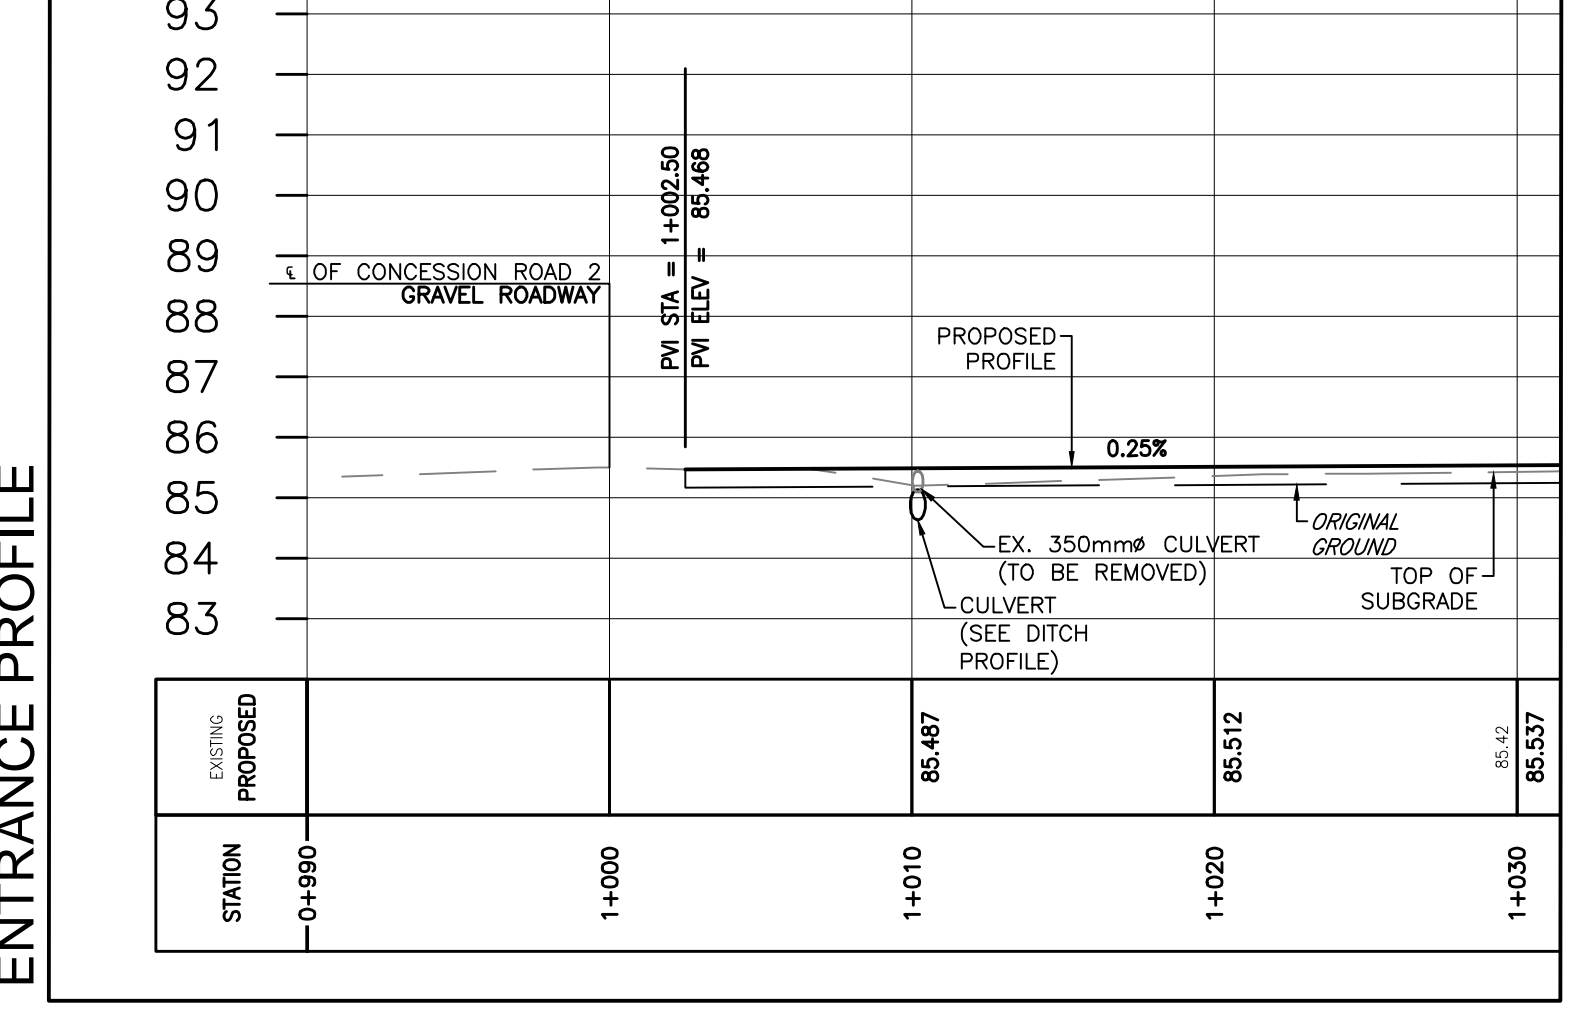 ENTRANCE PROFILE
93
92
91
90
89
88
87
86
85
84
83
℄ OF CONCESSION ROAD 2
GRAVEL ROADWAY
PVI STA = 1+002.50
PVI ELEV = 85.468
PROPOSED
PROFILE
0.25%
ORIGINAL
GROUND
EX. 350mmø CULVERT
(TO BE REMOVED)
TOP OF
SUBGRADE
CULVERT
(SEE DITCH
PROFILE)
EXISTING
PROPOSED
85.487
85.512
85.42
85.537
STATION
0+990
1+000
1+010
1+020
1+030